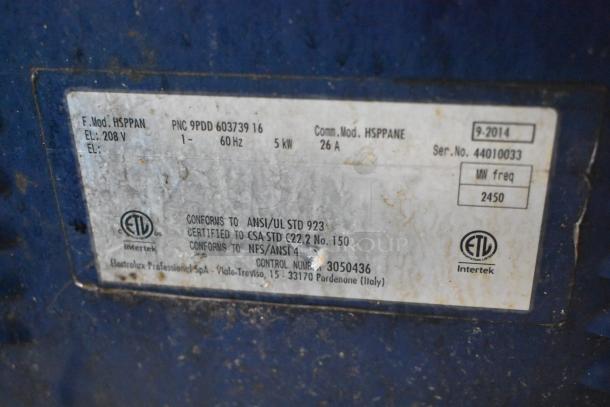 F.Mod. HSPPAN PNC 9PDD 603739 16 Comm.Mod. HSPPANE 9-2014
EL: 208 V 1- 60 Hz 5 kW 26 A Ser.No. 44010033
EL:
MW freq
2450
CONFORMS TO ANSI/UL STD 923
CERTIFIED TO CSA STD C22.2 No. 150
CONFORMS TO NFS/ANSI 4
CONTROL NUMBER 3050436
ETL
Intertek
ETL
Intertek
Electrolux Professional SpA - Viale Treviso, 15 - 33170 Pordenone (Italy)
GROUP